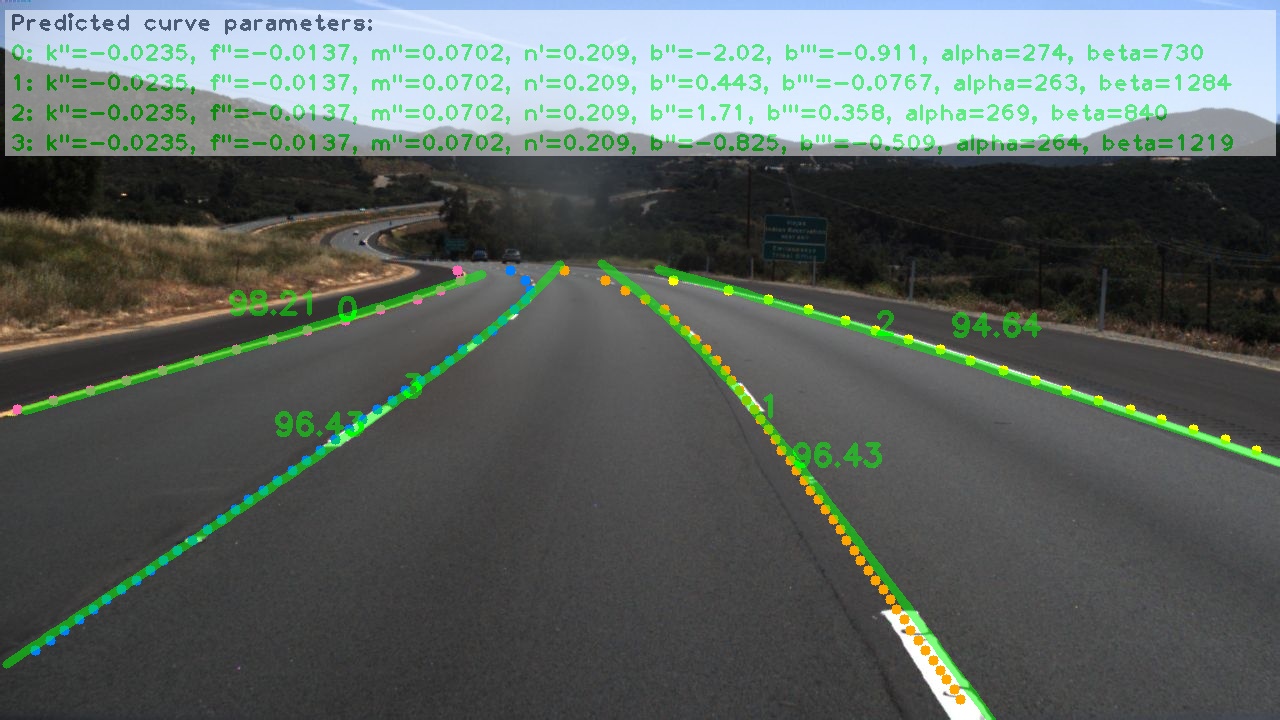 Predicted curve parameters:
0: k''=-0.0235, f''=-0.0137, m''=0.0702, n'=0.209, b''=-2.02, b'''=-0.911, alpha=274, beta=730
1: k''=-0.0235, f''=-0.0137, m''=0.0702, n'=0.209, b''=0.443, b'''=-0.0767, alpha=263, beta=1284
2: k''=-0.0235, f''=-0.0137, m''=0.0702, n'=0.209, b''=1.71, b'''=0.358, alpha=269, beta=840
3: k''=-0.0235, f''=-0.0137, m''=0.0702, n'=0.209, b''=-0.825, b'''=-0.509, alpha=264, beta=1219
Indian Reservation
98.21 0
2 94.64
3
1
96.43
96.43